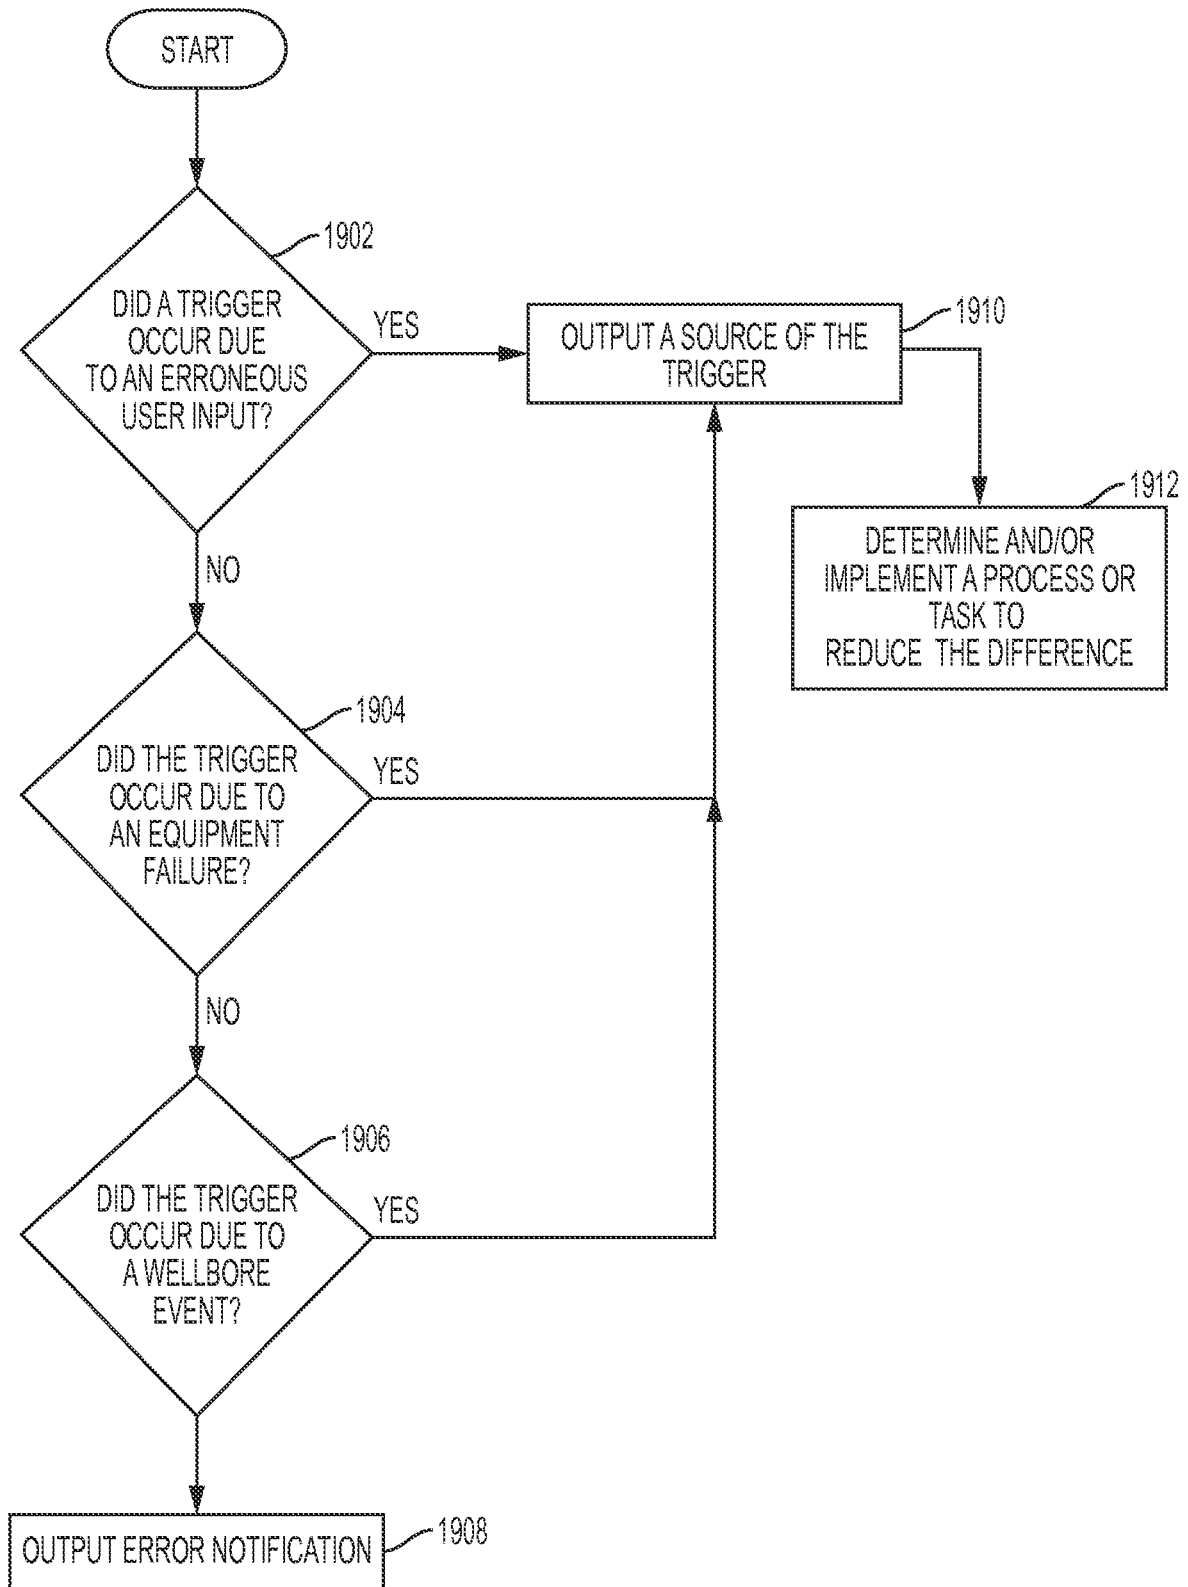 START
1902
DID A TRIGGER
OCCUR DUE
TO AN ERRONEOUS
USER INPUT?
YES
OUTPUT A SOURCE OF THE
TRIGGER
1910
1912
DETERMINE AND/OR
IMPLEMENT A PROCESS OR
TASK TO
REDUCE THE DIFFERENCE
NO
1904
DID THE TRIGGER
OCCUR DUE TO
AN EQUIPMENT
FAILURE?
YES
NO
1906
DID THE TRIGGER
OCCUR DUE TO
A WELLBORE
EVENT?
YES
OUTPUT ERROR NOTIFICATION
1908